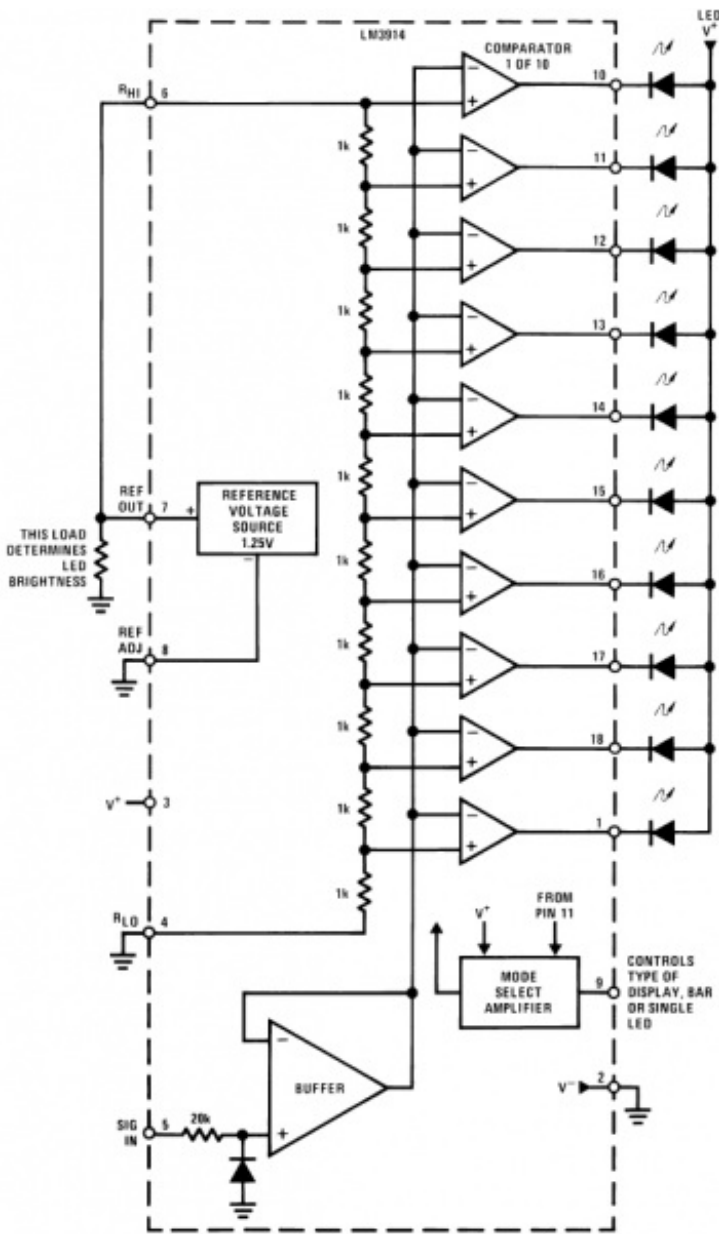 LED
V+
LM3914
COMPARATOR
1 OF 10
RHI
6
10
1k
11
1k
12
1k
13
1k
14
1k
15
REF
OUT
7
+
REFERENCE
VOLTAGE
SOURCE
1.25V
−
THIS LOAD
DETERMINES
LED
BRIGHTNESS
1k
16
REF
ADJ
8
1k
17
1k
18
V+
3
1k
1
1k
RLO
4
V+
FROM
PIN 11
MODE
SELECT
AMPLIFIER
9
CONTROLS
TYPE OF
DISPLAY, BAR
OR SINGLE
LED
−
BUFFER
+
V−
2
SIG
IN
5
20k
− +
− +
− +
− +
− +
− +
− +
− +
− +
− +